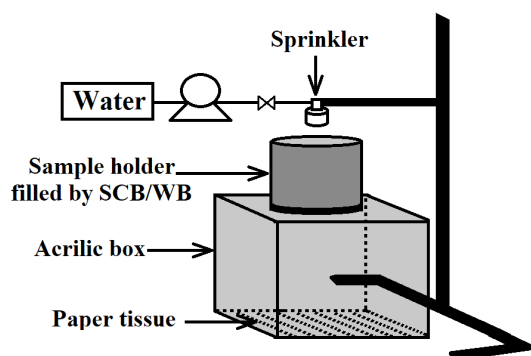 Sprinkler
Water
Sample holder
filled by SCB/WB
Acrilic box
Paper tissue